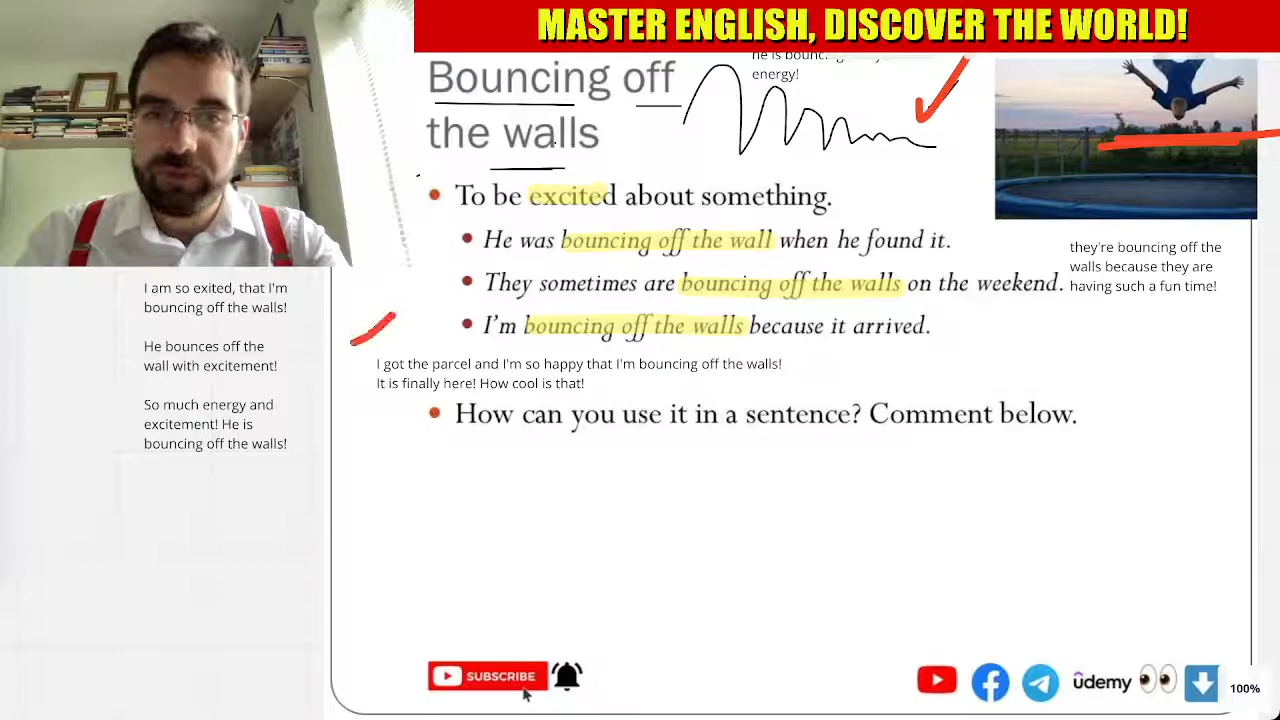 MASTER ENGLISH, DISCOVER THE WORLD!
energy!
Bouncing off
the walls
To be excited about something.
He was bouncing off the wall when he found it.
They sometimes are bouncing off the walls on the weekend.
I'm bouncing off the walls because it arrived.
they're bouncing off the
walls because they are
having such a fun time!
I am so exited, that I'm
bouncing off the walls!
He bounces off the
wall with excitement!
So much energy and
excitement! He is
bouncing off the walls!
I got the parcel and I'm so happy that I'm bouncing off the walls!
It is finally here! How cool is that!
How can you use it in a sentence? Comment below.
SUBSCRIBE
ûdemy
100%